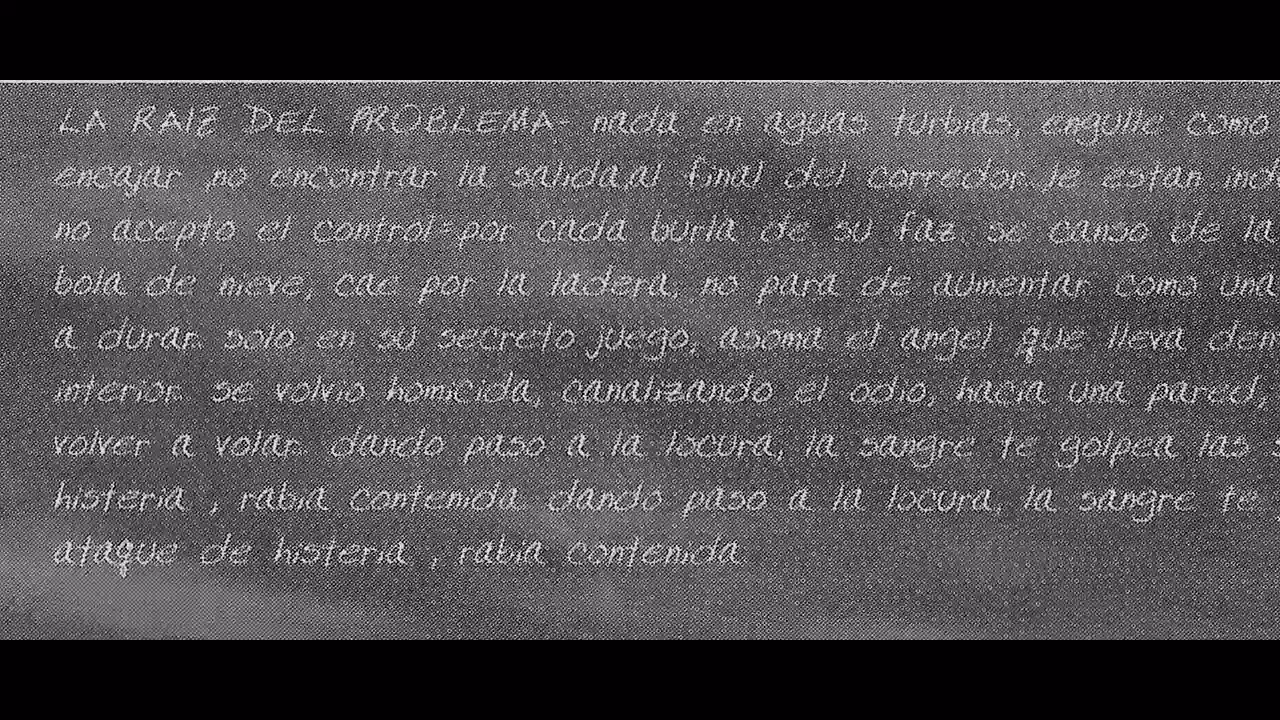 LA RAIZ DEL PROBLEMA- nada en aguas turbias, engulle como
encajar ,no encontrar la salida,al final del corredor. le estan
no acepto el control=por cada burla de su faz. se canso de la
bola de nieve, cae por la ladera, no para de aumentar. como una
a durar. solo en su secreto juego, asoma el angel que lleva
interior. se volvio homicida, canalizando el odio, hacia una pared,
volver a volar. dando paso a la locura, la sangre te golpea las
histeria , rabia contenida. dando paso a la locura, la sangre te
ataque de histeria , rabia contenida.